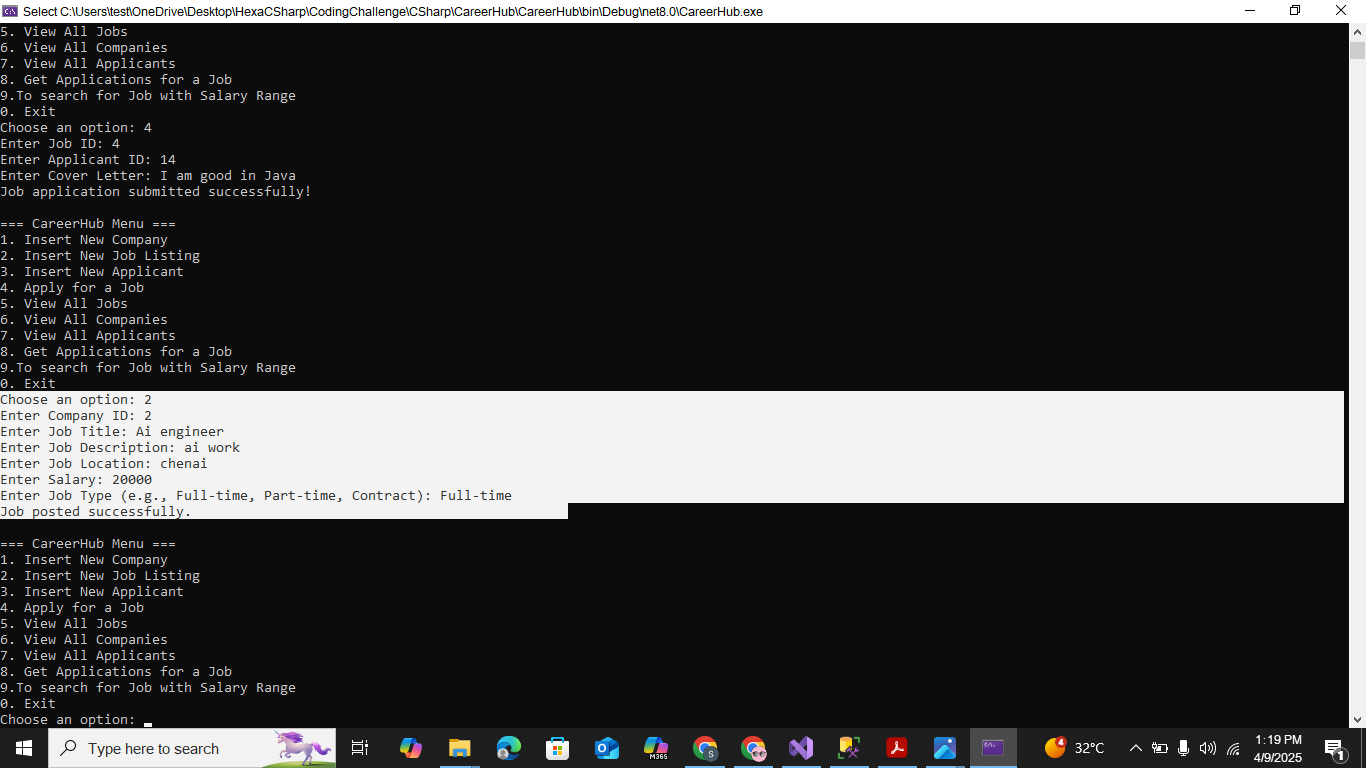 Select C:\Users\test\OneDrive\Desktop\HexaCSharp\CodingChallenge\CSharp\CareerHub\CareerHub\bin\Debug\net8.0\CareerHub.exe
5. View All Jobs
6. View All Companies
7. View All Applicants
8. Get Applications for a Job
9.To search for Job with Salary Range
0. Exit
Choose an option: 4
Enter Job ID: 4
Enter Applicant ID: 14
Enter Cover Letter: I am good in Java
Job application submitted successfully!
=== CareerHub Menu ===
1. Insert New Company
2. Insert New Job Listing
3. Insert New Applicant
4. Apply for a Job
5. View All Jobs
6. View All Companies
7. View All Applicants
8. Get Applications for a Job
9.To search for Job with Salary Range
0. Exit
Choose an option: 2
Enter Company ID: 2
Enter Job Title: Ai engineer
Enter Job Description: ai work
Enter Job Location: chenai
Enter Salary: 20000
Enter Job Type (e.g., Full-time, Part-time, Contract): Full-time
Job posted successfully.
=== CareerHub Menu ===
1. Insert New Company
2. Insert New Job Listing
3. Insert New Applicant
4. Apply for a Job
5. View All Jobs
6. View All Companies
7. View All Applicants
8. Get Applications for a Job
9.To search for Job with Salary Range
0. Exit
Choose an option:
Type here to search
M365
S
4
32°C
1:19 PM
4/9/2025
1